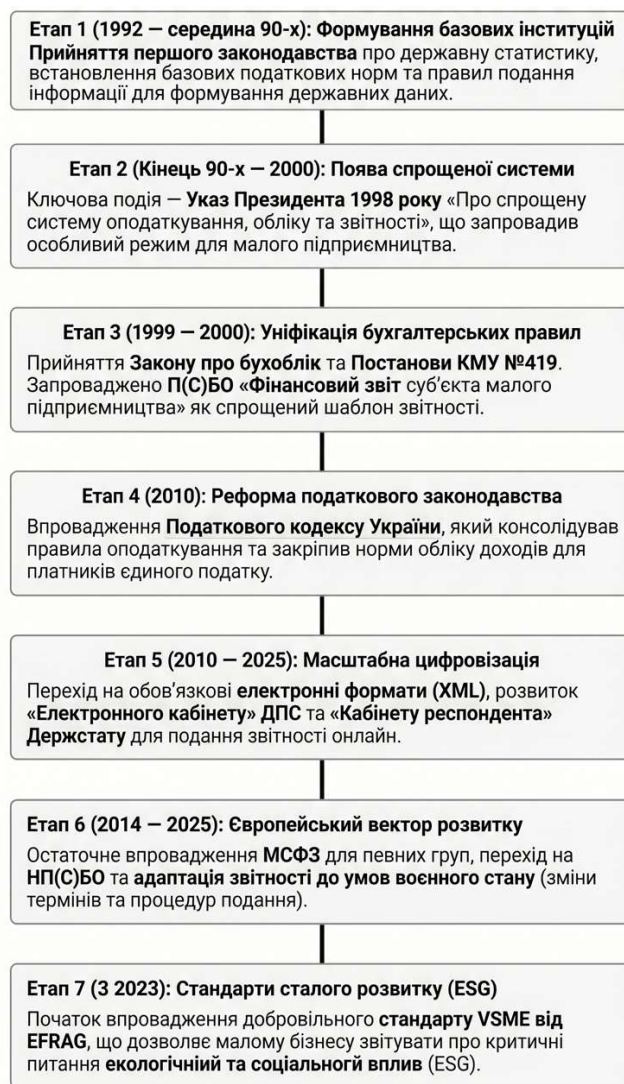 Етап 1 (1992 — середина 90-х): Формування базових інституцій
Прийняття першого законодавства про державну статистику,
встановлення базових податкових норм та правил подання
інформації для формування державних даних.
Етап 2 (Кінець 90-х — 2000): Поява спрощеної системи
Ключова подія — Указ Президента 1998 року «Про спрощену
систему оподаткування, обліку та звітності», що запровадив
особливий режим для малого підприємництва.
Етап 3 (1999 — 2000): Уніфікація бухгалтерських правил
Прийняття Закону про бухоблік та Постанови КМУ №419.
Запроваджено П(С)БО «Фінансовий звіт суб’єкта малого
підприємництва» як спрощений шаблон звітності.
Етап 4 (2010): Реформа податкового законодавства
Впровадження Податкового кодексу України, який консолідував
правила оподаткування та закріпив норми обліку доходів для
платників єдиного податку.
Етап 5 (2010 — 2025): Масштабна цифровізація
Перехід на обов’язкові електронні формати (XML), розвиток
«Електронного кабінету» ДПС та «Кабінету респондента»
Держстату для подання звітності онлайн.
Етап 6 (2014 — 2025): Європейський вектор розвитку
Остаточне впровадження МСФЗ для певних груп, перехід на
НП(С)БО та адаптація звітності до умов воєнного стану (зміни
термінів та процедур подання).
Етап 7 (3 2023): Стандарти сталого розвитку (ESG)
Початок впровадження добровільного стандарту VSME від
EFRAG, що дозволяє малому бізнесу звітувати про критичні
питання екологічніий та соціальногй вплив (ESG).